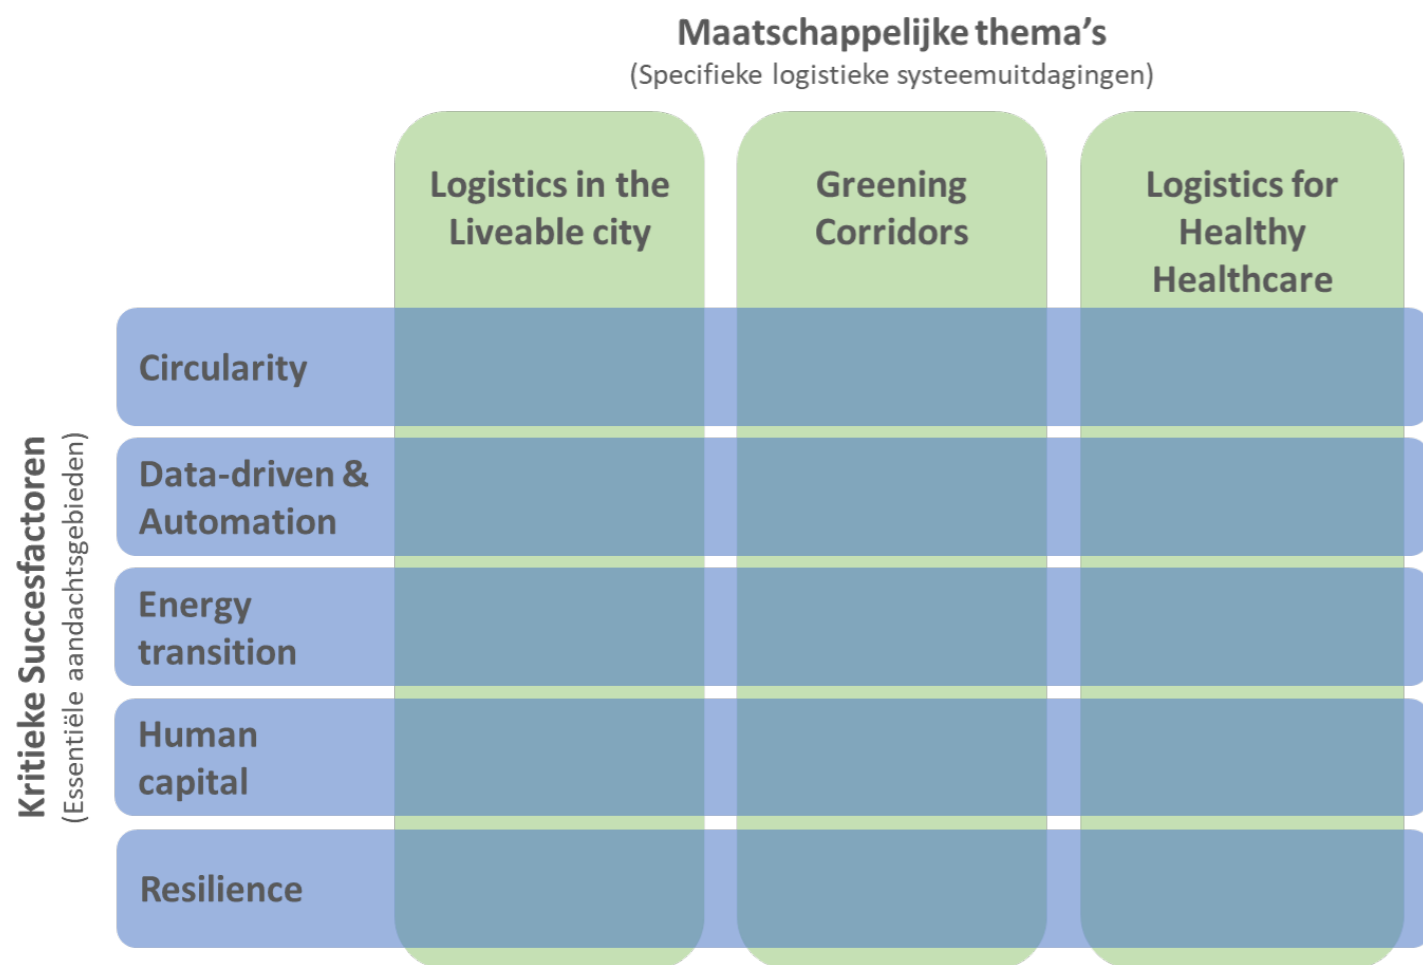 Maatschappelijke thema’s
(Specifieke logistieke systeemuitdagingen)
Logistics in the
Liveable city
Greening
Corridors
Logistics for
Healthy
Healthcare
Kritieke Succesfactoren
(Essentiële aandachtsgebieden)
Circularity
Data-driven &
Automation
Energy
transition
Human
capital
Resilience